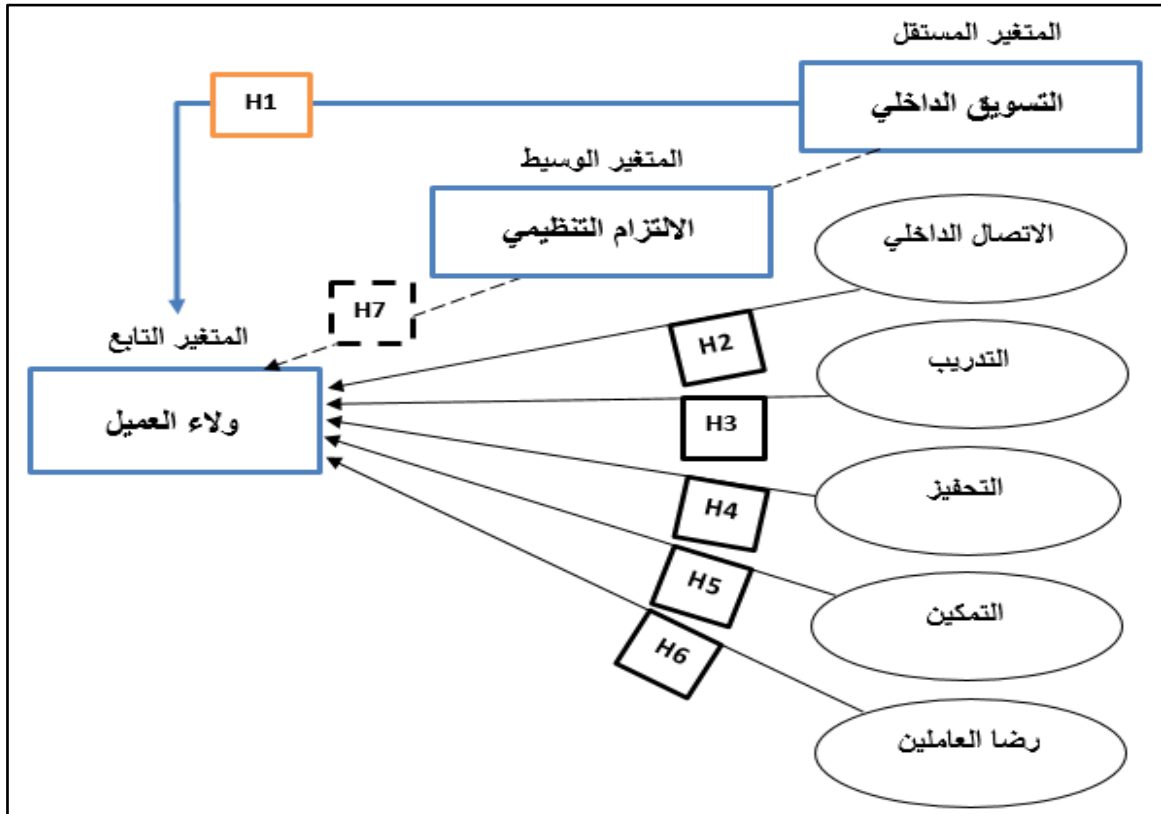 المتغير المستقل
التسويق الداخلي
H1
المتغير الوسيط
الالتزام التنظيمي
الاتصال الداخلي
H7
H2
المتغير التابع
التدريب
ولاء العميل
H3
التحفيز
H4
H5
التمكين
H6
رضا العاملين